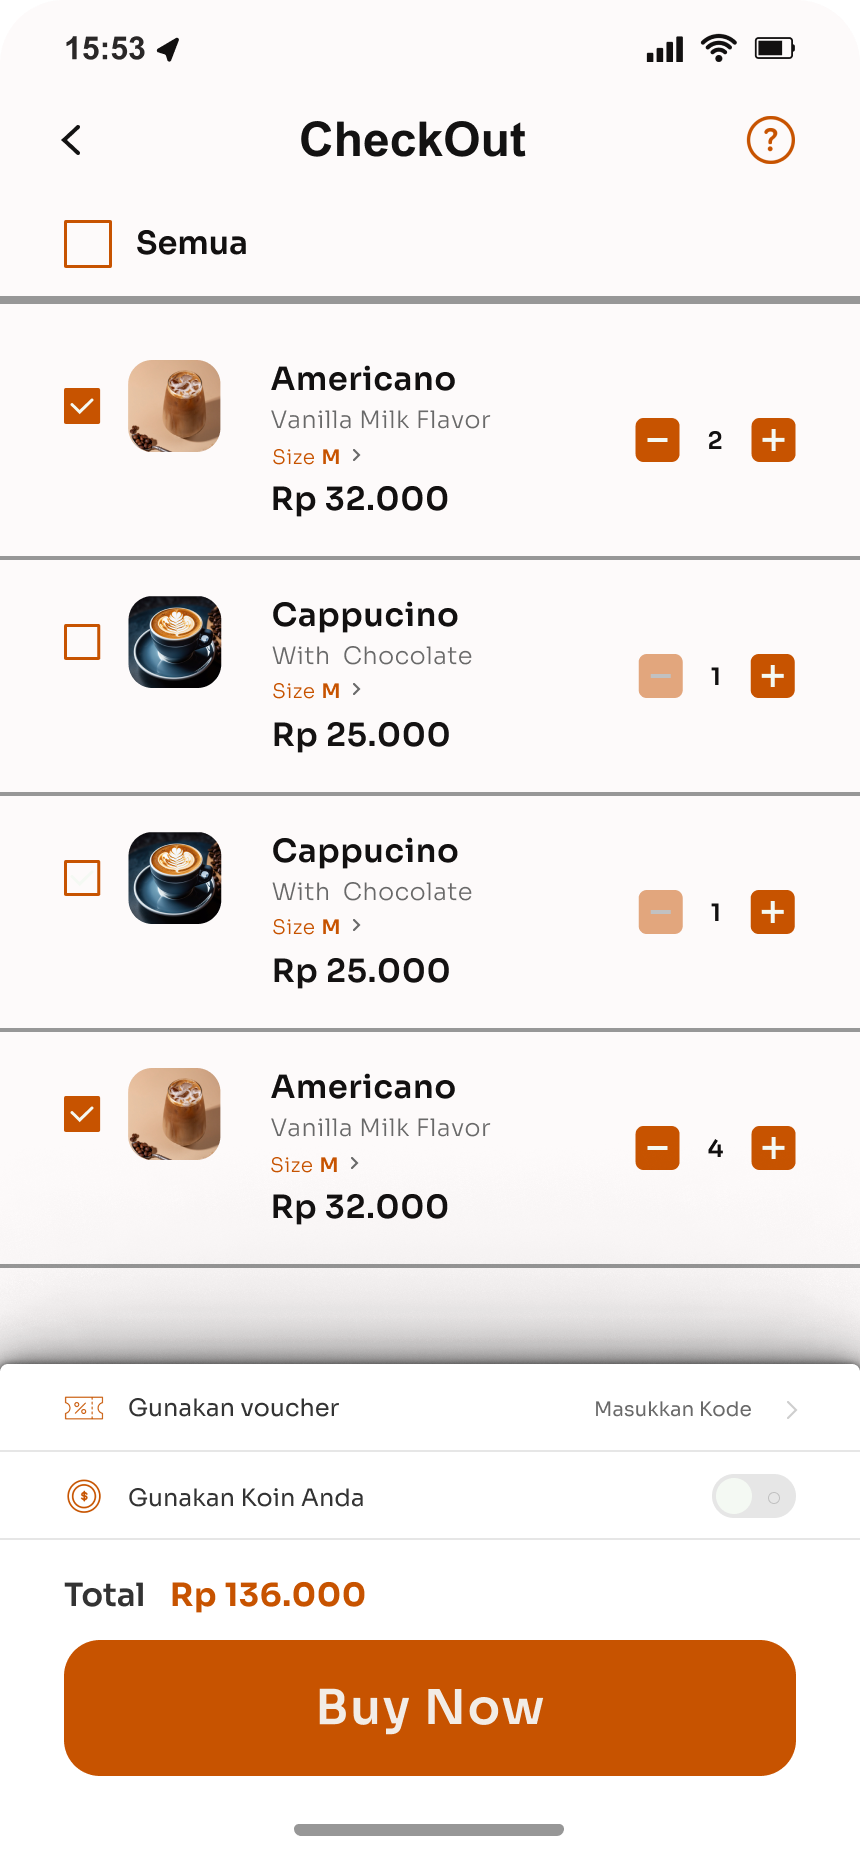 15:53
CheckOut
?
Semua
Americano
Vanilla Milk Flavor
Size M >
Rp 32.000
2
Cappucino
With Chocolate
Size M >
Rp 25.000
1
Cappucino
With Chocolate
Size M >
Rp 25.000
1
Americano
Vanilla Milk Flavor
Size M >
Rp 32.000
4
Gunakan voucher
Masukkan Kode
Gunakan Koin Anda
Total Rp 136.000
Buy Now